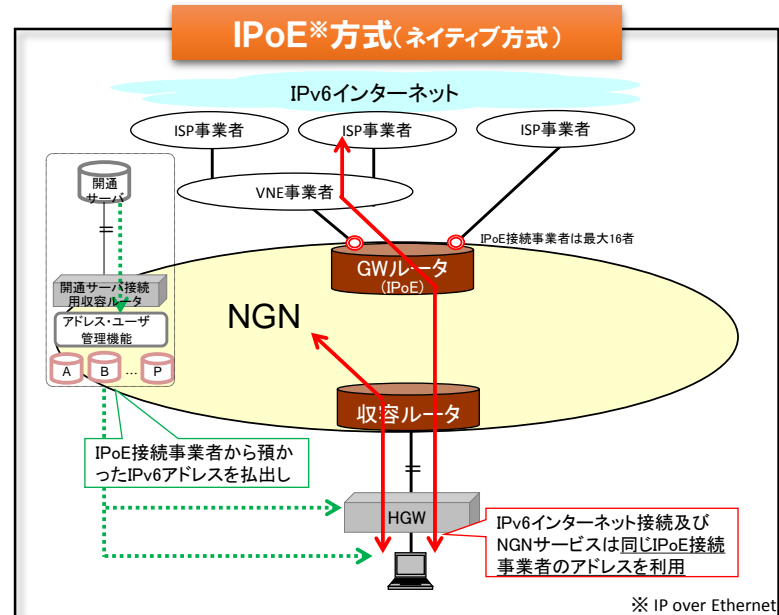 IPoE※方式(ネイティブ方式)
IPv6インターネット
ISP事業者
ISP事業者
ISP事業者
VNE事業者
IPoE接続事業者は最大16者
GWルータ
(IPoE)
開通
サーバ
開通サーバ接続
用収容ルータ
アドレス・ユーザ
管理機能
A
B
…
P
NGN
収容ルータ
IPoE接続事業者から預か
ったIPv6アドレスを払出し
HGW
IPv6インターネット接続及び
NGNサービスは同じIPoE接続
事業者のアドレスを利用
※ IP over Ethernet